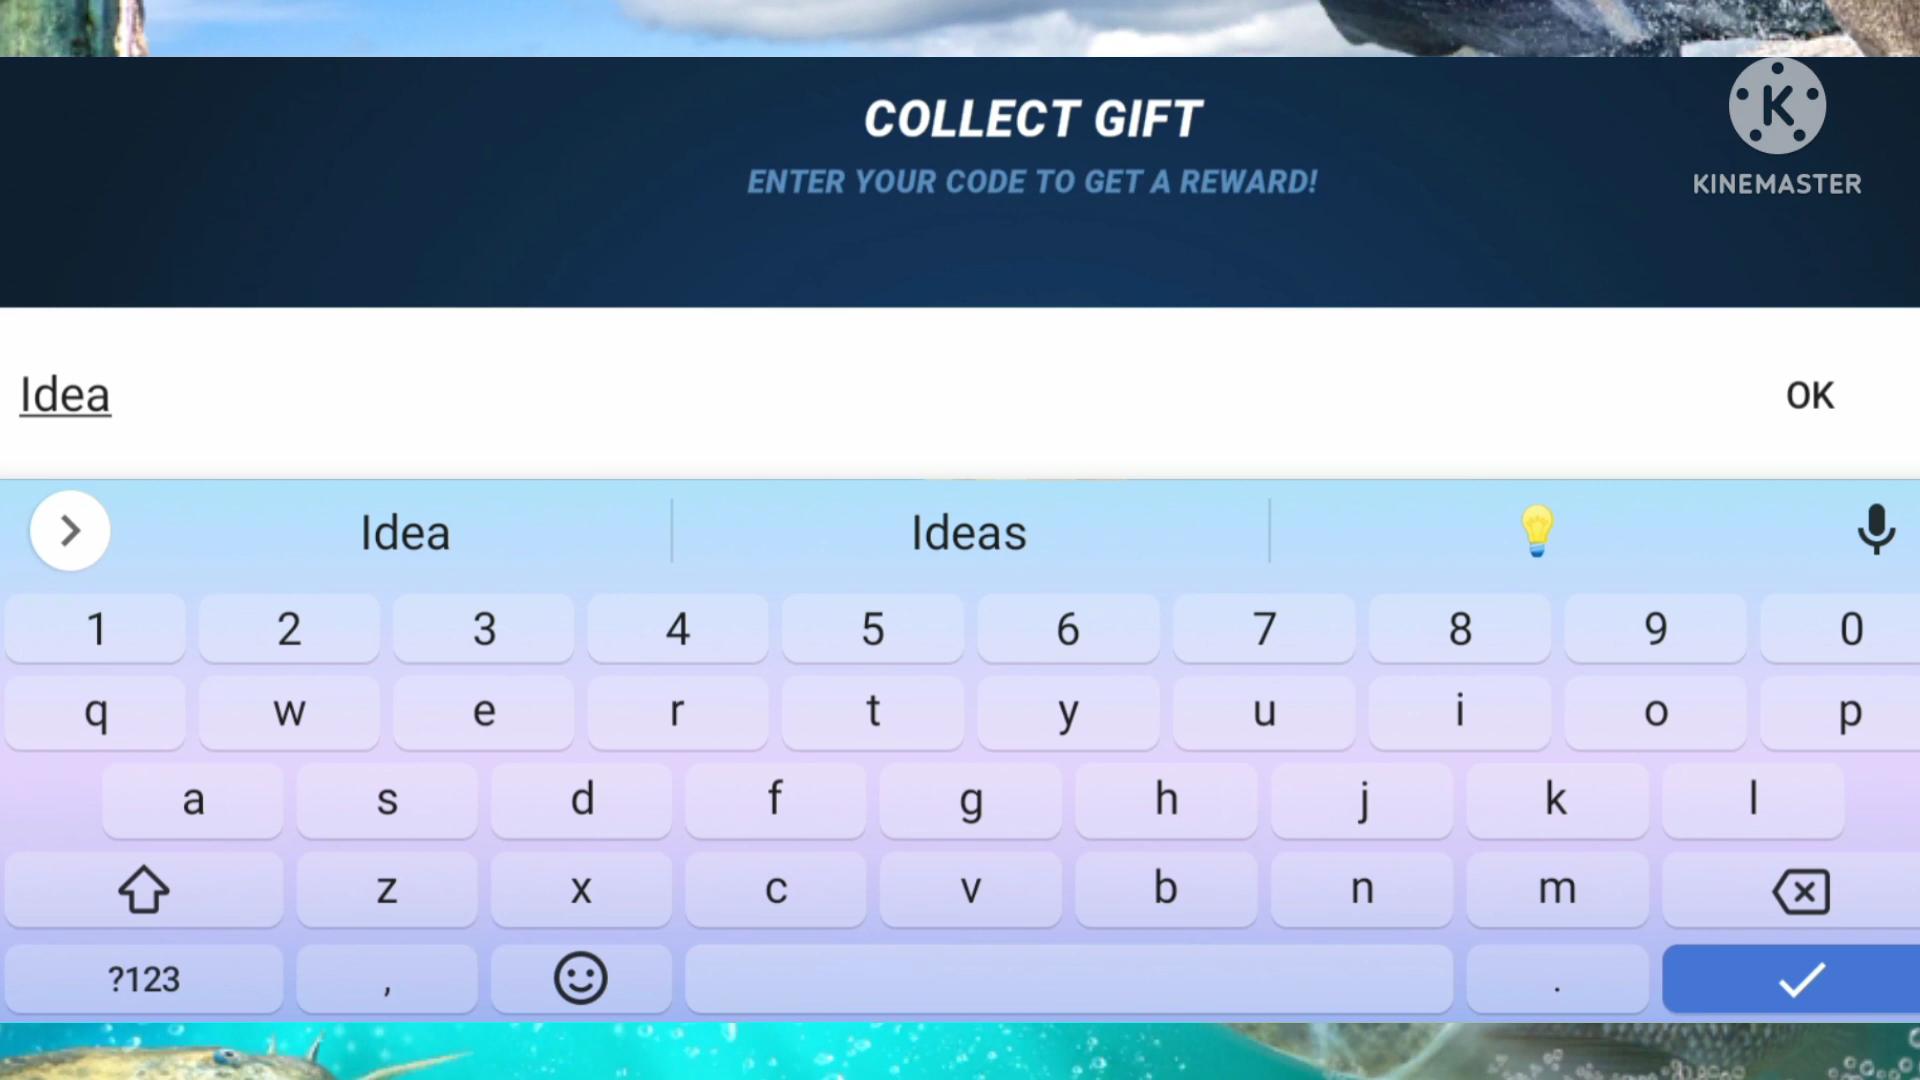 COLLECT GIFT
ENTER YOUR CODE TO GET A REWARD!
K
KINEMASTER
Idea OK
Idea Ideas
1 2 3 4 5 6 7 8 9 0
q w e r t y u i o p
a s d f g h j k l
z x c v b n m
?123 , .